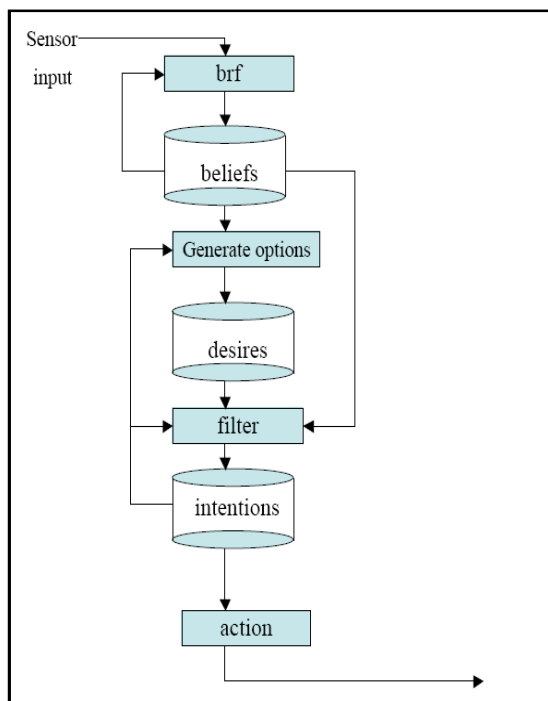 Sensor
input
brf
beliefs
Generate options
desires
filter
intentions
action